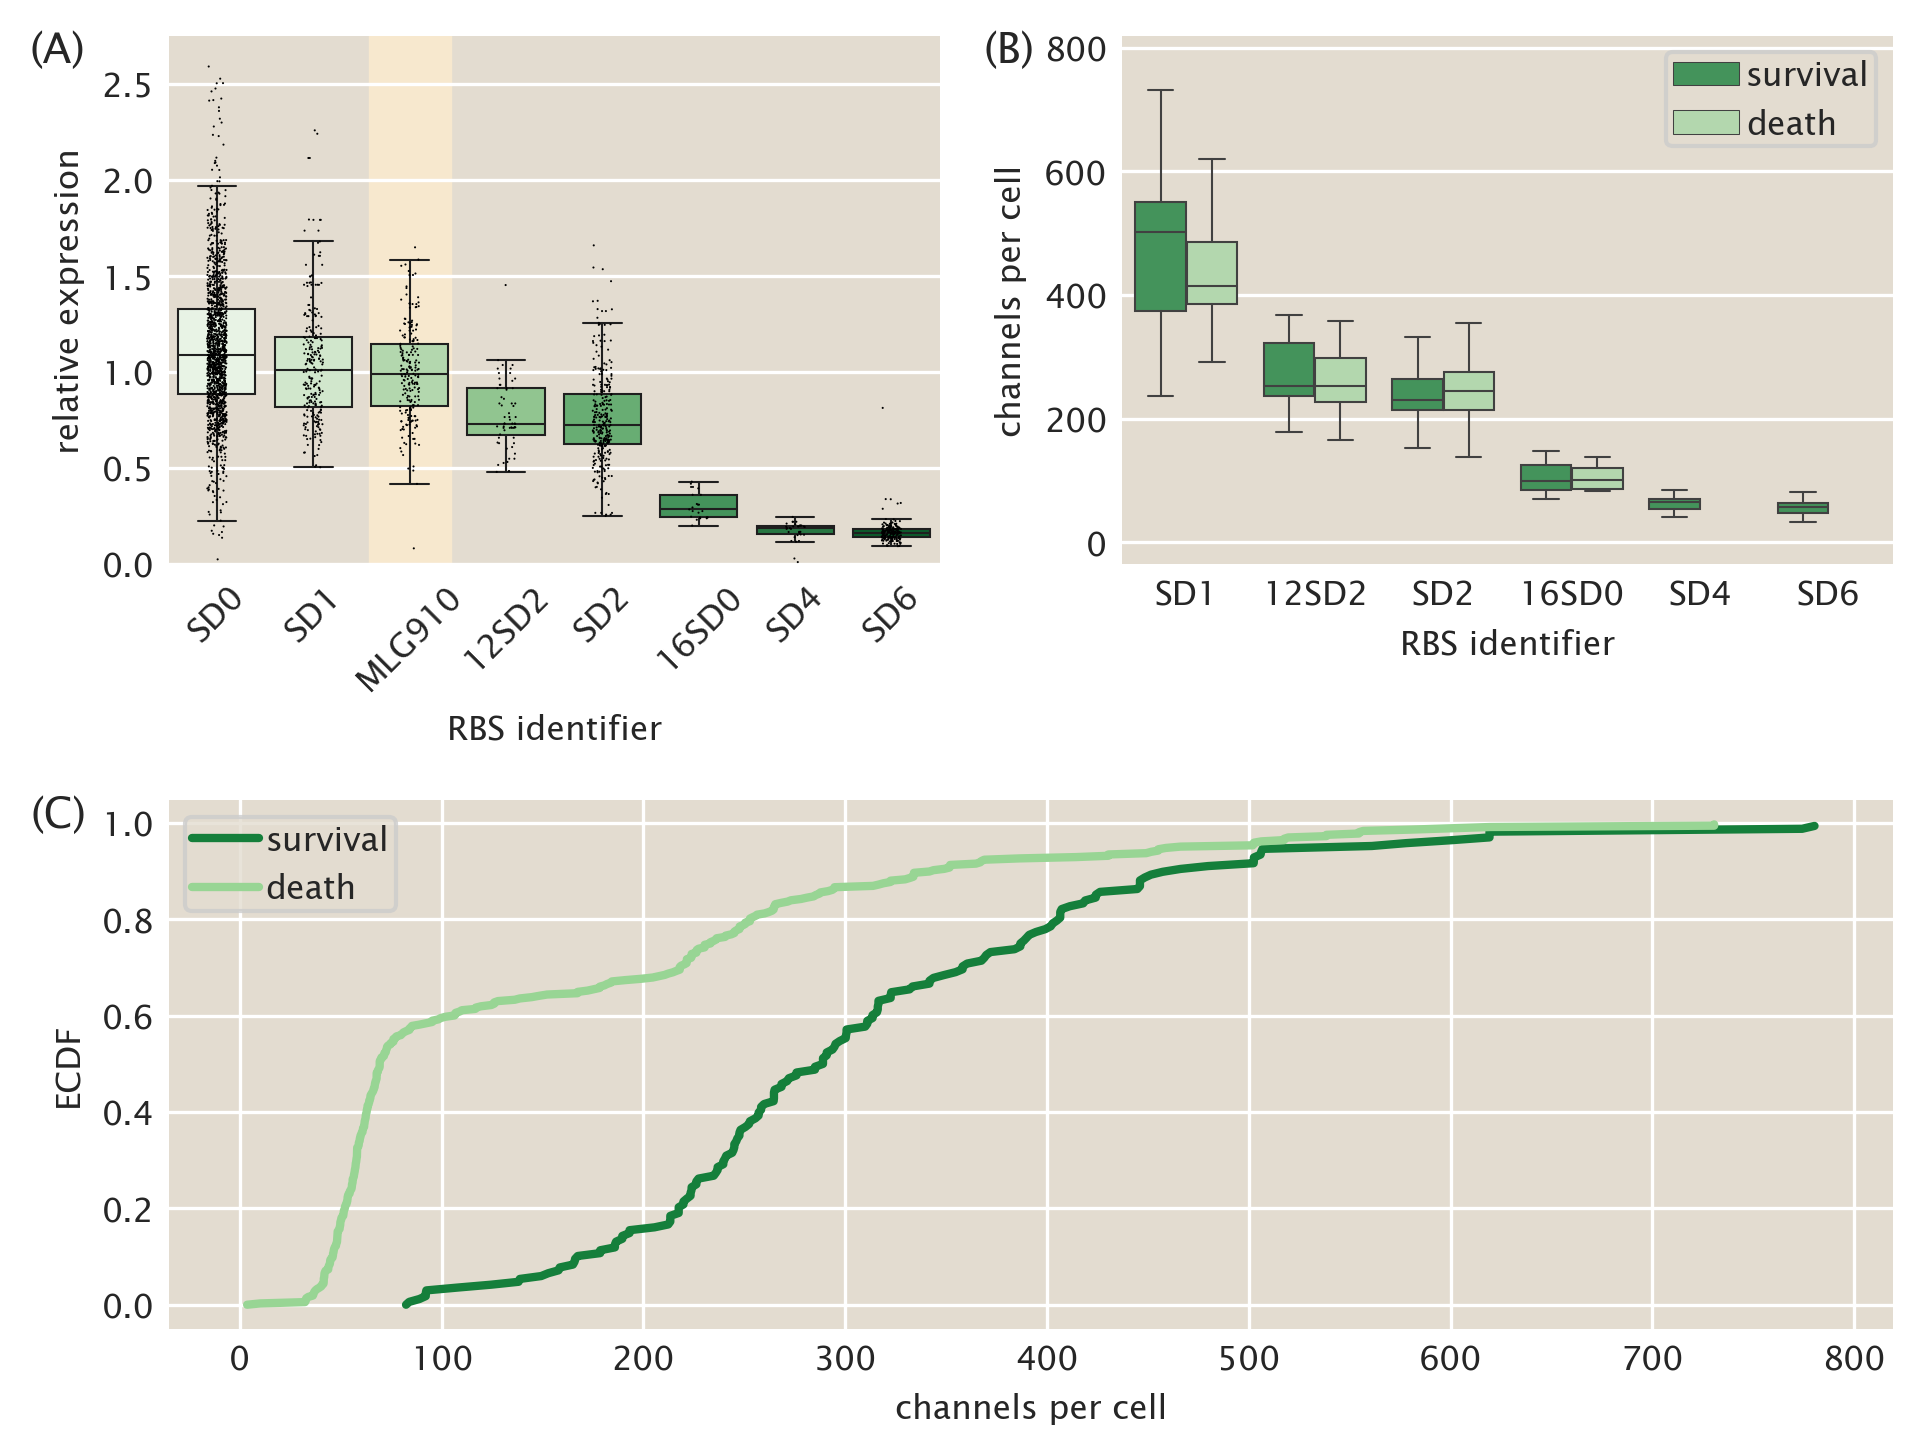 (A)
2.5
2.0
1.5
1.0
0.5
0.0
relative expression
SD0 SD1 MLG910 12SD2 SD2 16SD0 SD4 SD6
RBS identifier
(B)
800
600
400
200
0
channels per cell
survival
death
SD1 12SD2 SD2 16SD0 SD4 SD6
RBS identifier
(C)
1.0
0.8
0.6
0.4
0.2
0.0
ECDF
survival
death
0 100 200 300 400 500 600 700 800
channels per cell